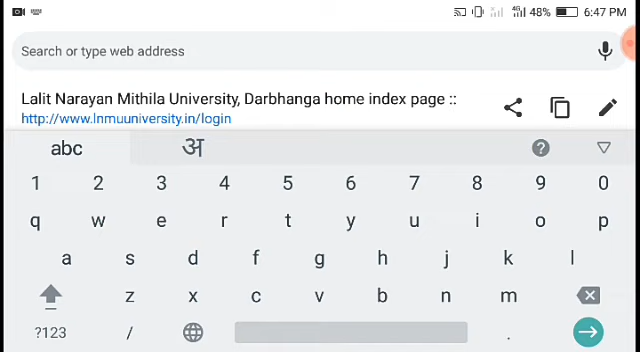 48% 6:47 PM
Search or type web address
Lalit Narayan Mithila University, Darbhanga home index page ::
http://www.lnmuuniversity.in/login
abc अ ?
1 2 3 4 5 6 7 8 9 0
q w e r t y u i o p
a s d f g h j k l
z x c v b n m
?123 / .